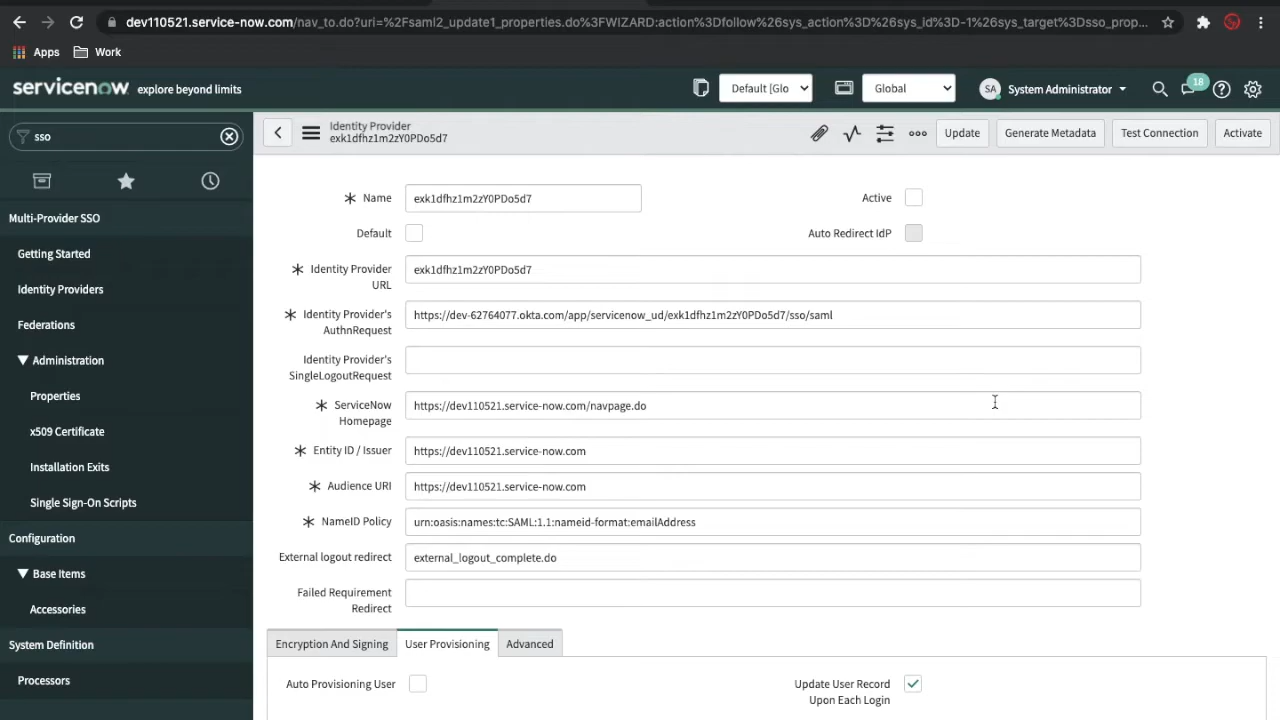 dev110521.service-now.com/nav_to.do?uri=%2Fsaml2_update1_properties.do%3FWIZARD:action%3Dfollow%26sys_action%3D%26sys_id%3D-1%26sys_target%3Dsso_prop...
Apps Work
servicenow explore beyond limits
Default [Glo Global SA System Administrator 18
sso
Identity Provider
exk1dfhz1m2zY0PDo5d7
Update Generate Metadata Test Connection Activate
Multi-Provider SSO
Getting Started
Identity Providers
Federations
Administration
Properties
x509 Certificate
Installation Exits
Single Sign-On Scripts
Configuration
Base Items
Accessories
System Definition
Processors
Name exk1dfhz1m2zY0PDo5d7 Active
Default Auto Redirect IdP
Identity Provider exk1dfhz1m2zY0PDo5d7
URL
Identity Provider's https://dev-62764077.okta.com/app/servicenow_ud/exk1dfhz1m2zY0PDo5d7/sso/saml
AuthnRequest
Identity Provider's
SingleLogoutRequest
ServiceNow https://dev110521.service-now.com/navpage.do
Homepage
Entity ID / Issuer https://dev110521.service-now.com
Audience URI https://dev110521.service-now.com
NameID Policy urn:oasis:names:tc:SAML:1.1:nameid-format:emailAddress
External logout redirect external_logout_complete.do
Failed Requirement
Redirect
Encryption And Signing User Provisioning Advanced
Auto Provisioning User Update User Record
Upon Each Login